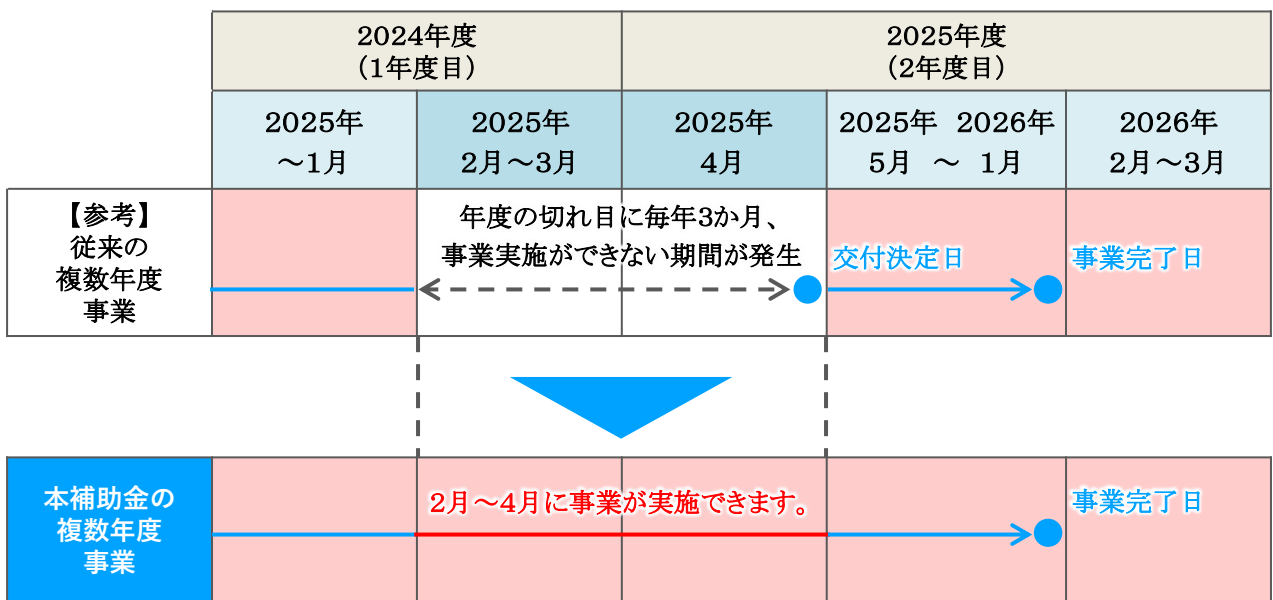 2024年度
（1年度目）
2025年度
（2年度目）
2025年
～1月
2025年
2月～3月
2025年
4月
2025年 2026年
5月 ～ 1月
2026年
2月～3月
【参考】
従来の
複数年度
事業
年度の切れ目に毎年3か月、
事業実施ができない期間が発生
交付決定日
事業完了日
本補助金の
複数年度
事業
2月～4月に事業が実施できます。
事業完了日